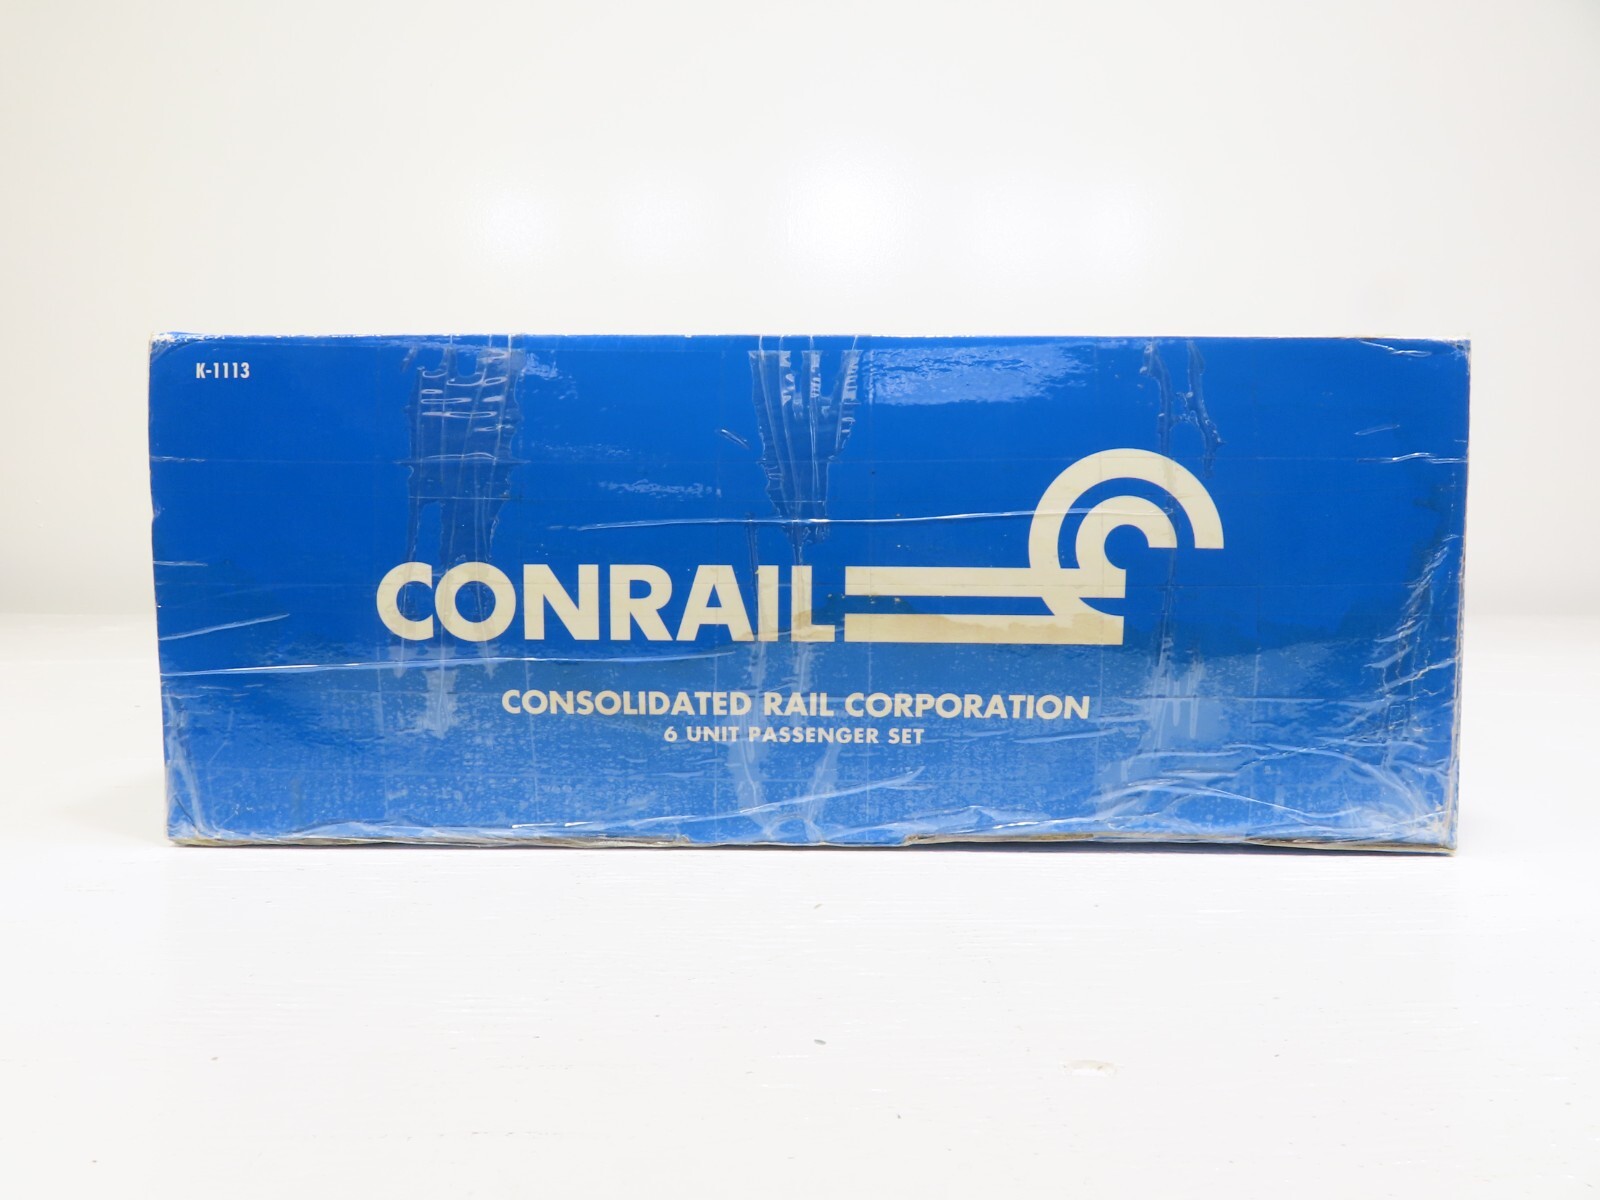 K-1113
CONRAIL
CONSOLIDATED RAIL CORPORATION
6 UNIT PASSENGER SET